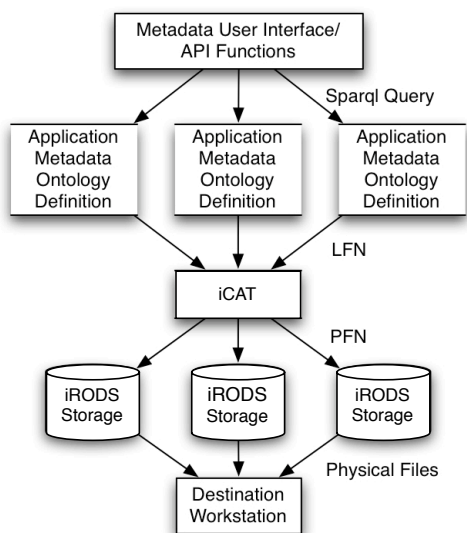 Metadata User Interface/
API Functions
Sparql Query
Application
Metadata
Ontology
Definition
Application
Metadata
Ontology
Definition
Application
Metadata
Ontology
Definition
LFN
iCAT
PFN
iRODS
Storage
iRODS
Storage
iRODS
Storage
Physical Files
Destination
Workstation